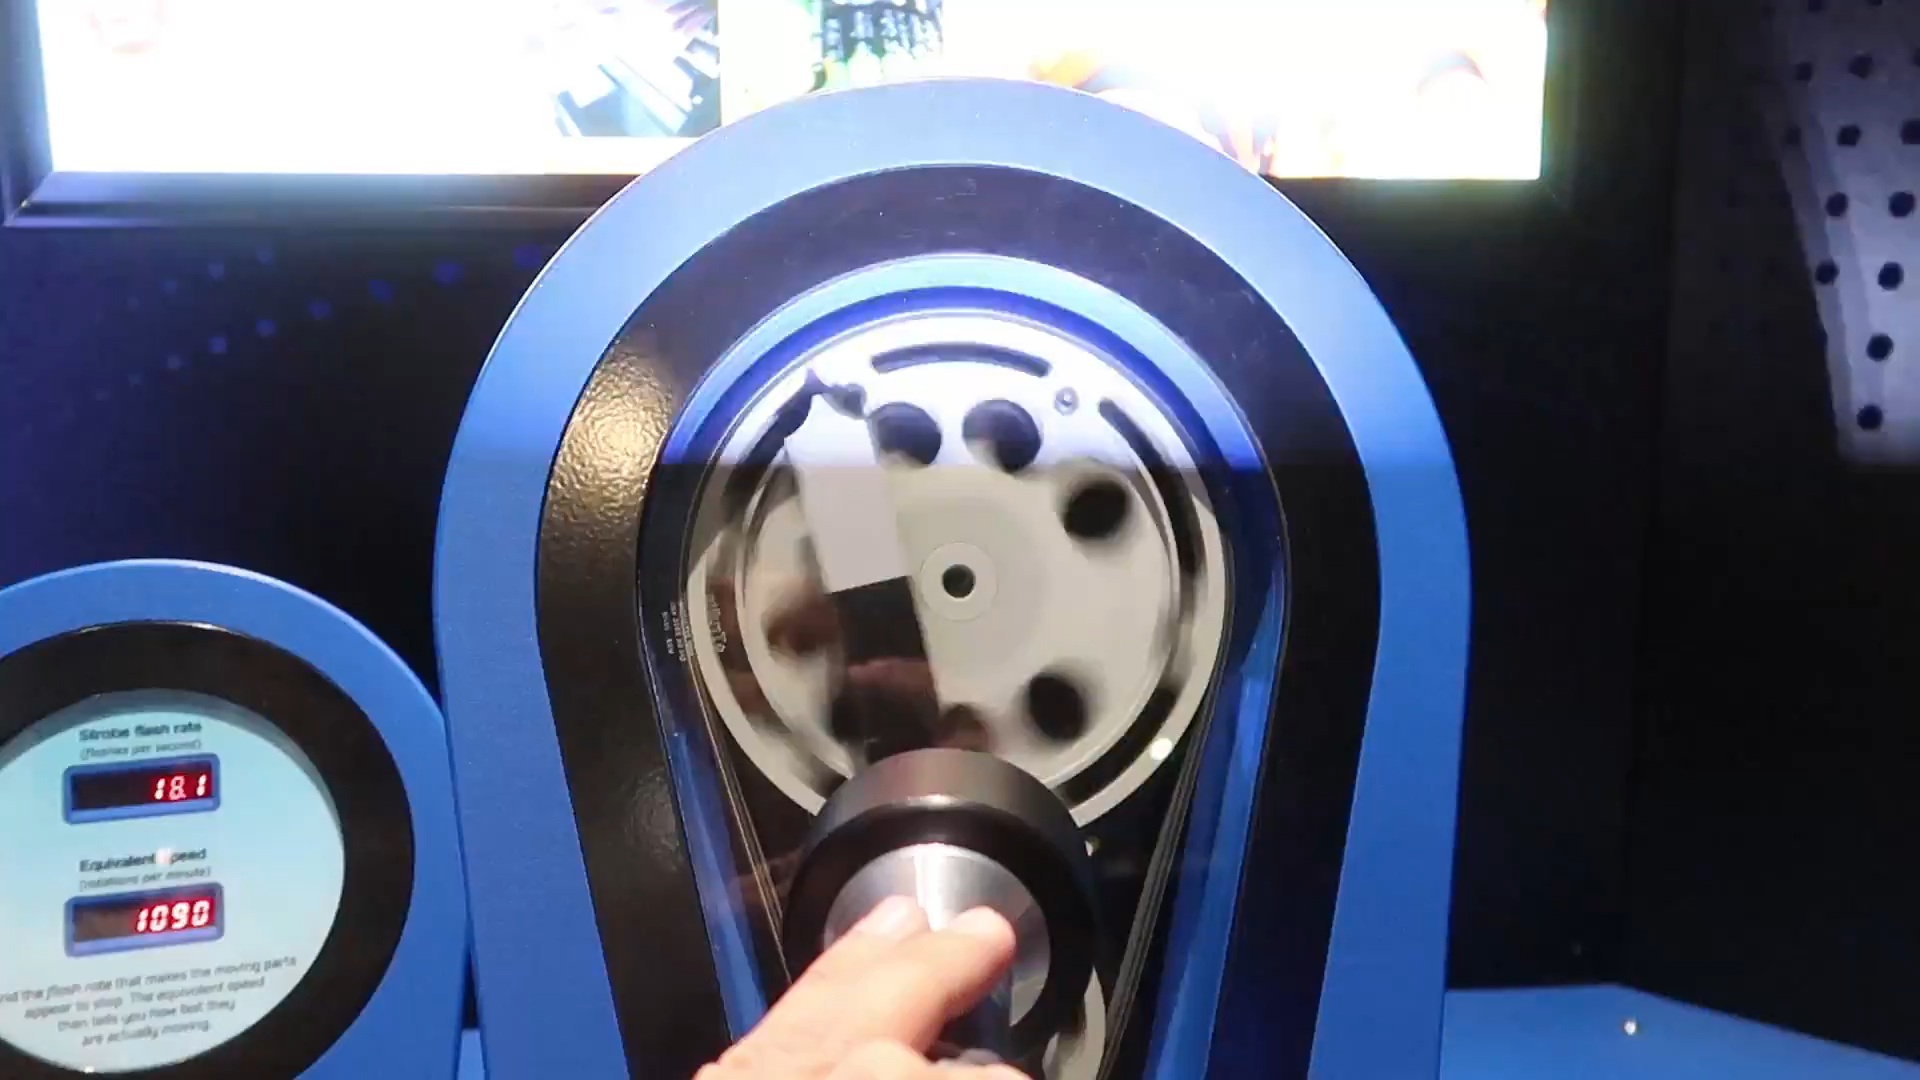 Strobe flash rate
(flashes per second)
18.1
Equivalent speed
(rotations per minute)
1090
the flash rate that makes the moving parts
appear to stop. The equivalent speed
then tells you how fast they
are actually moving.